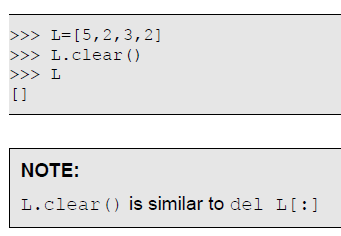 >>> L=[5,2,3,2]
>>> L.clear()
>>> L
[]
NOTE:
L.clear() is similar to del L[:]